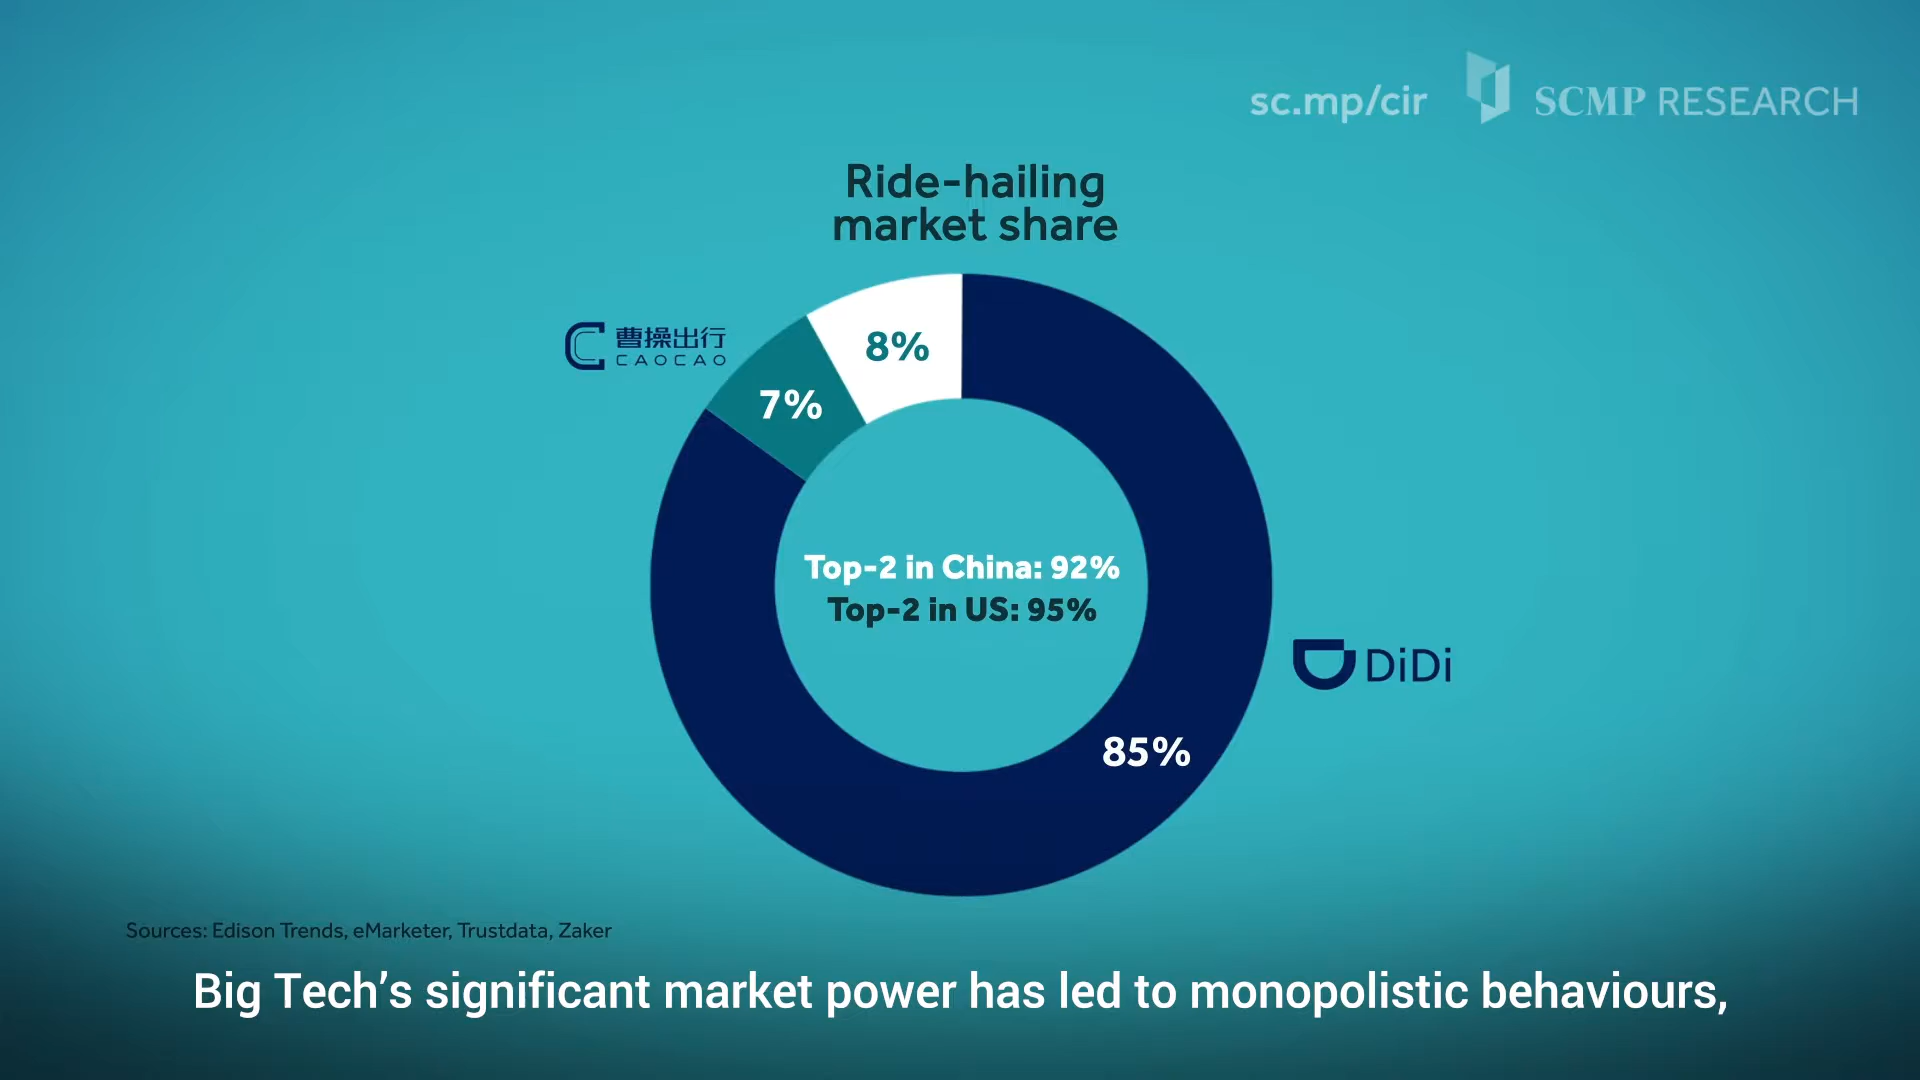 sc.mp/cir
SCMP RESEARCH
Ride-hailing
market share
曹操出行
CAOCAO
8%
7%
Top-2 in China: 92%
Top-2 in US: 95%
DiDi
85%
Sources: Edison Trends, eMarketer, Trustdata, Zaker
Big Tech’s significant market power has led to monopolistic behaviours,